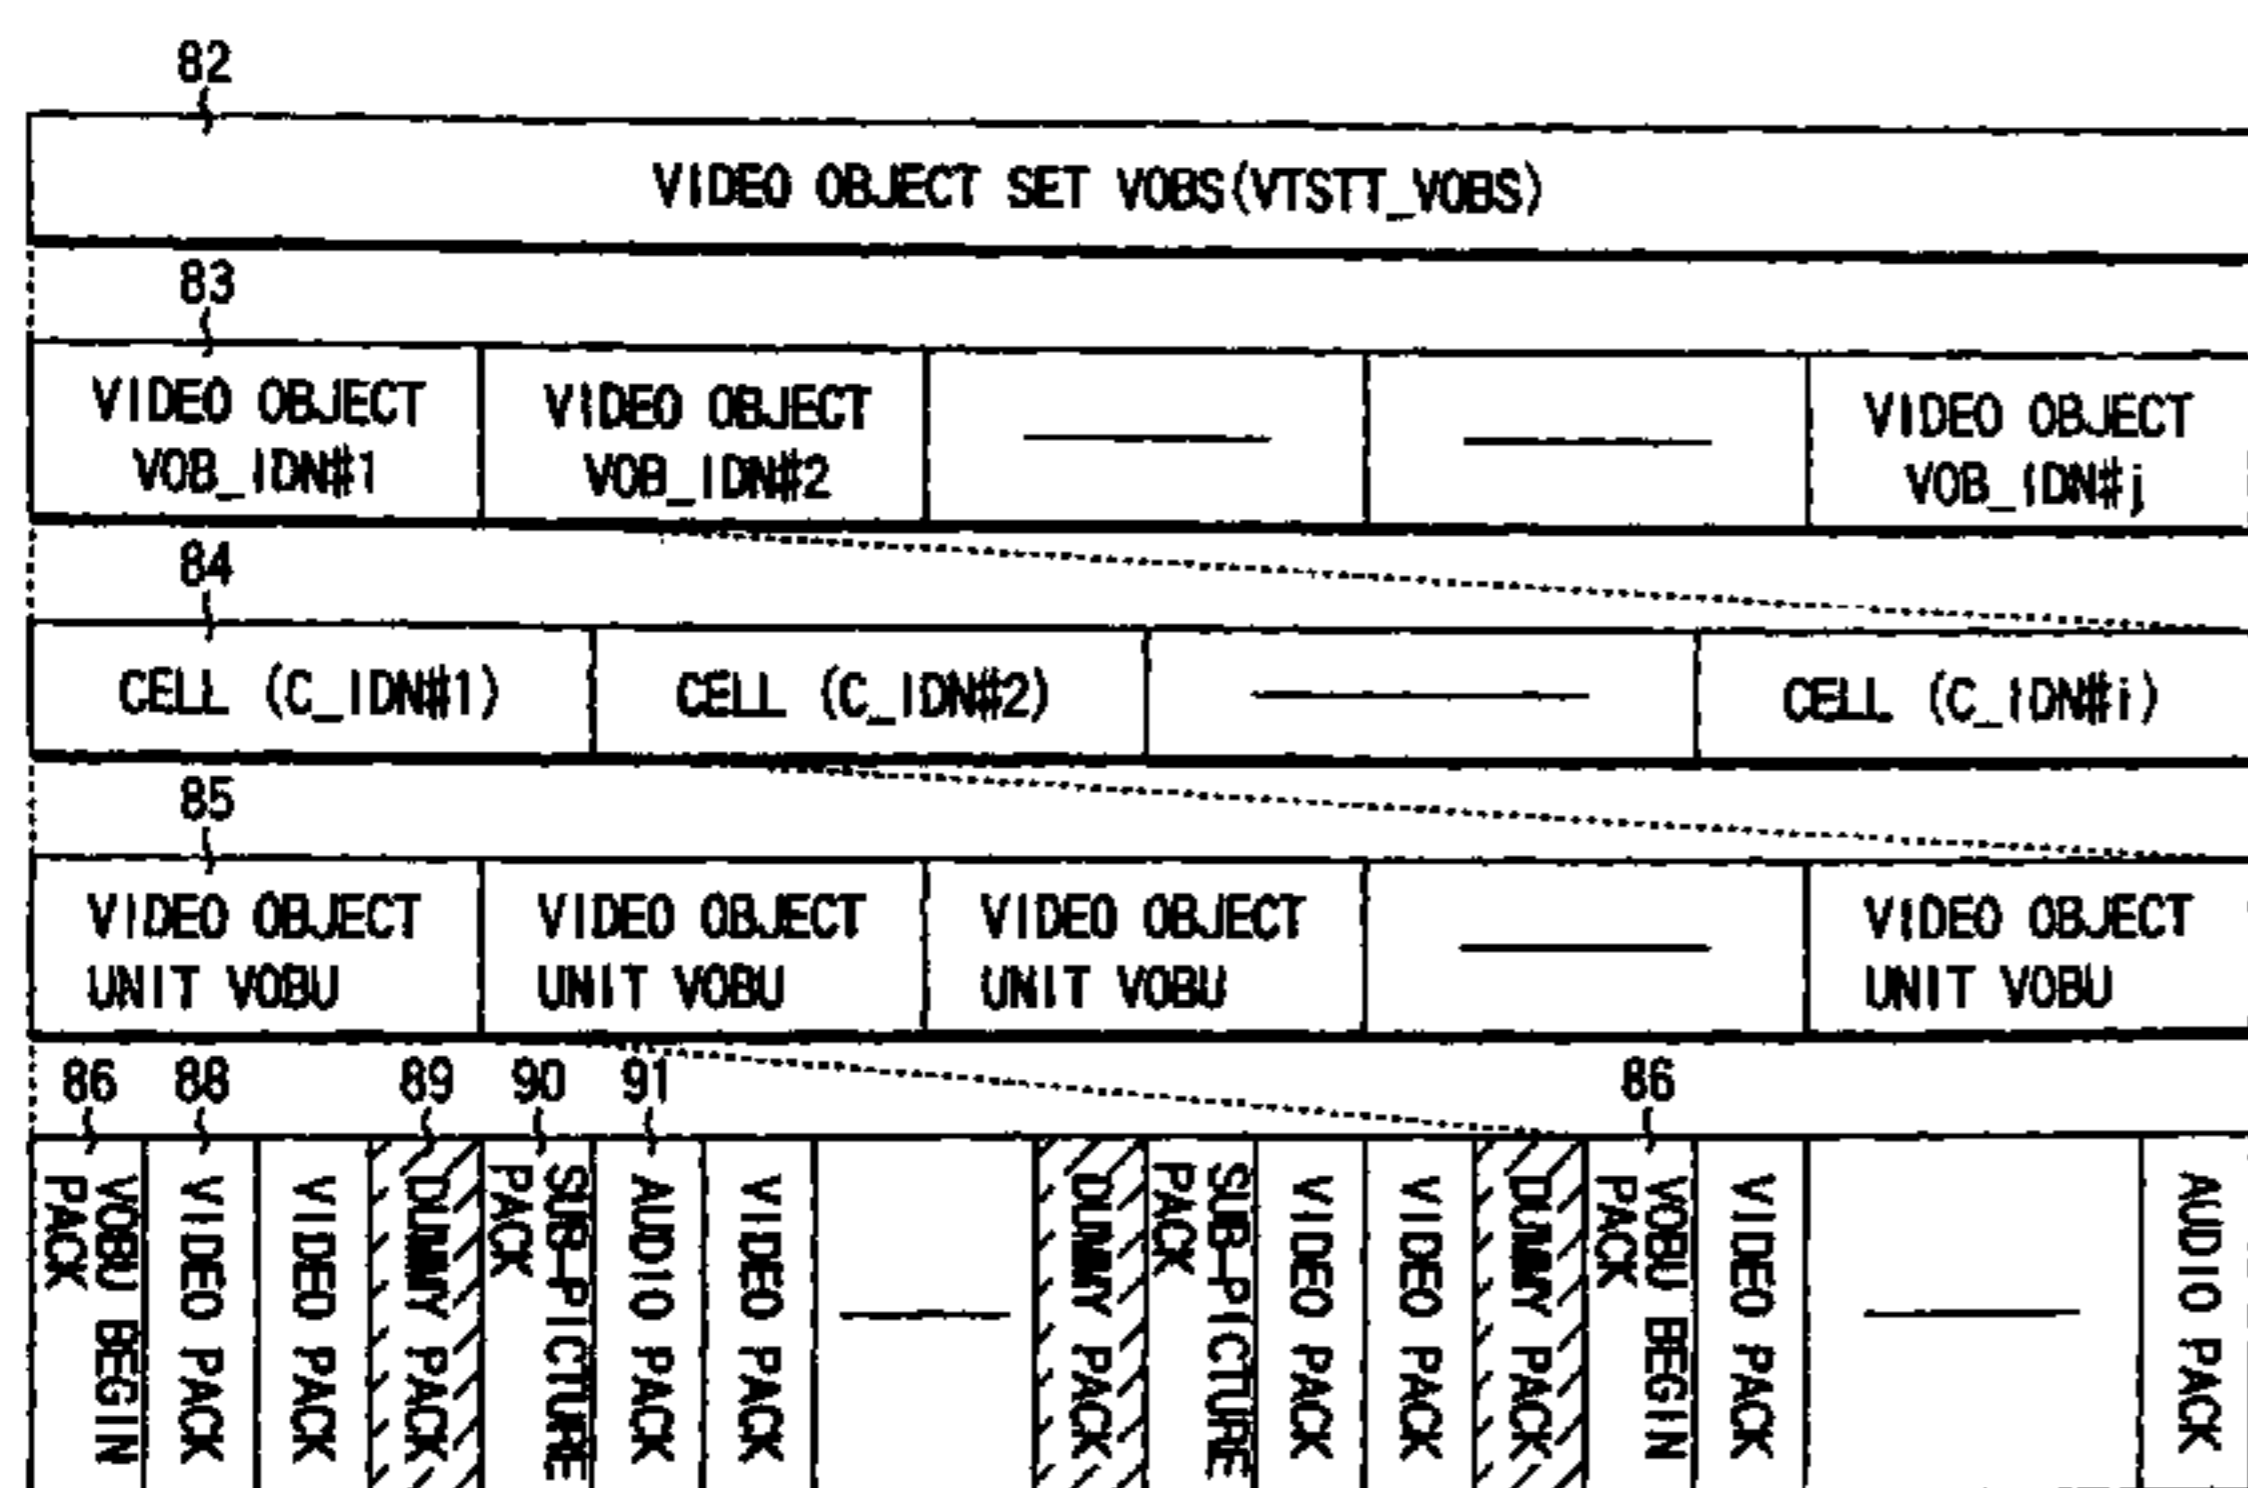 82
VIDEO OBJECT SET VOBS(VTSTT_VOBS)
83
VIDEO OBJECT
VOB_IDN#1
VIDEO OBJECT
VOB_IDN#2
VIDEO OBJECT
VOB_IDN#j
84
CELL (C_IDN#1)
CELL (C_IDN#2)
CELL (C_IDN#i)
85
VIDEO OBJECT
UNIT VOBU
VIDEO OBJECT
UNIT VOBU
VIDEO OBJECT
UNIT VOBU
VIDEO OBJECT
UNIT VOBU
86 88 89 90 91 86
VOBU BEGIN
PACK
VIDEO PACK
VIDEO PACK
DUMMY PACK
SUB-PICTURE
PACK
AUDIO PACK
VIDEO PACK
DUMMY PACK
SUB-PICTURE
PACK
VIDEO PACK
VIDEO PACK
DUMMY PACK
VOBU BEGIN
PACK
VIDEO PACK
AUDIO PACK